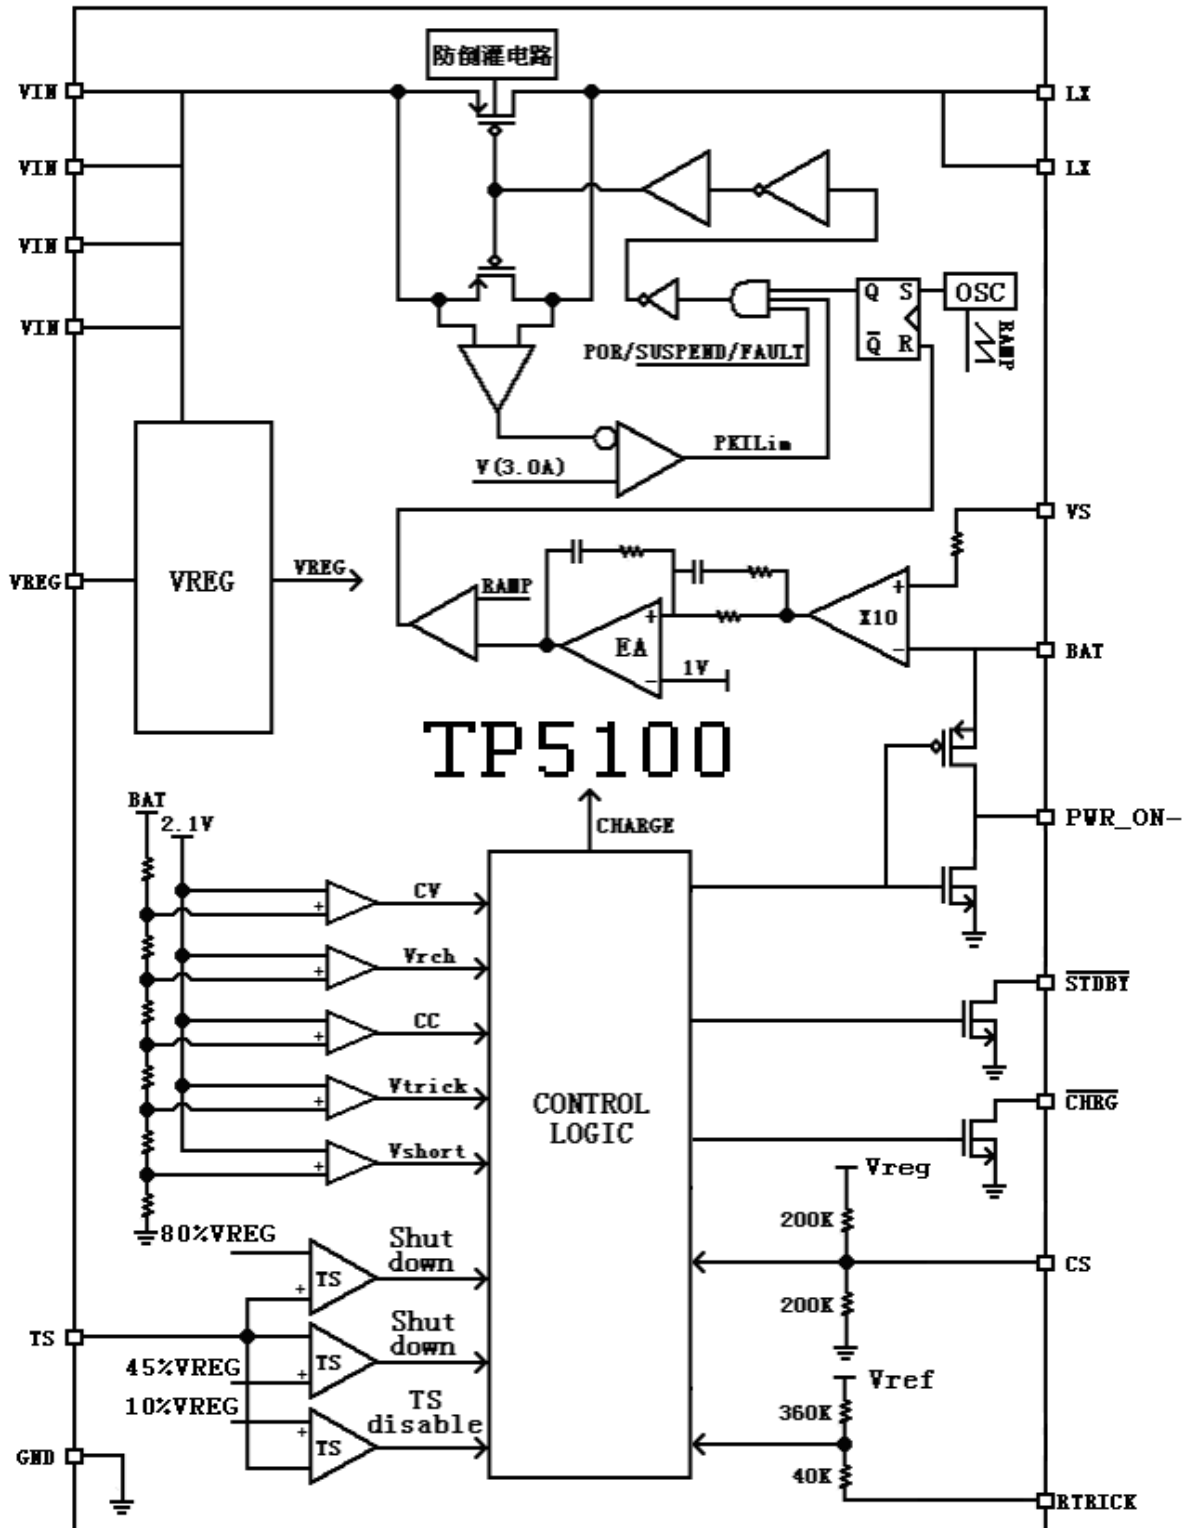 防倒灌电路
VIN
LX
VIN
LX
VIN
VIN
Q S
OSC
Q R
RAMP
POR/SUSPEND/FAULT
PKILim
V(3.0A)
VS
VREG
VREG
VREG
RAMP
+
X10
-
+
EA
-
1V
BAT
TP5100
BAT
2.1V
CHARGE
PWR_ON-
+
CV
+
Vrch
STDBY
+
CC
+
Vtrick
CONTROL
LOGIC
CHRG
+
Vshort
Vreg
200K
80%VREG
Shut
down
+
TS
CS
200K
TS
Shut
down
45%VREG
+
TS
Vref
10%VREG
TS
disable
+
TS
360K
GND
40K
RTRICK